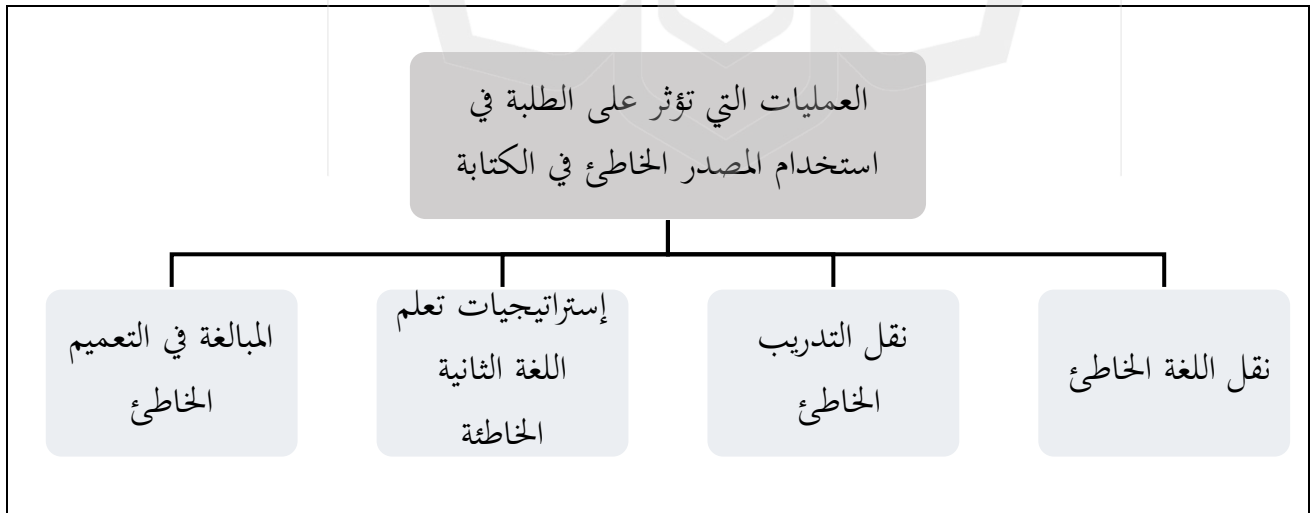 العمليات التي تؤثر على الطلبة في
استخدام المصدر الخاطئ في الكتابة
نقل اللغة الخاطئ
نقل التدريب
الخاطئ
إستراتيجيات تعلم
اللغة الثانية
الخاطئة
المبالغة في التعميم
الخاطئ